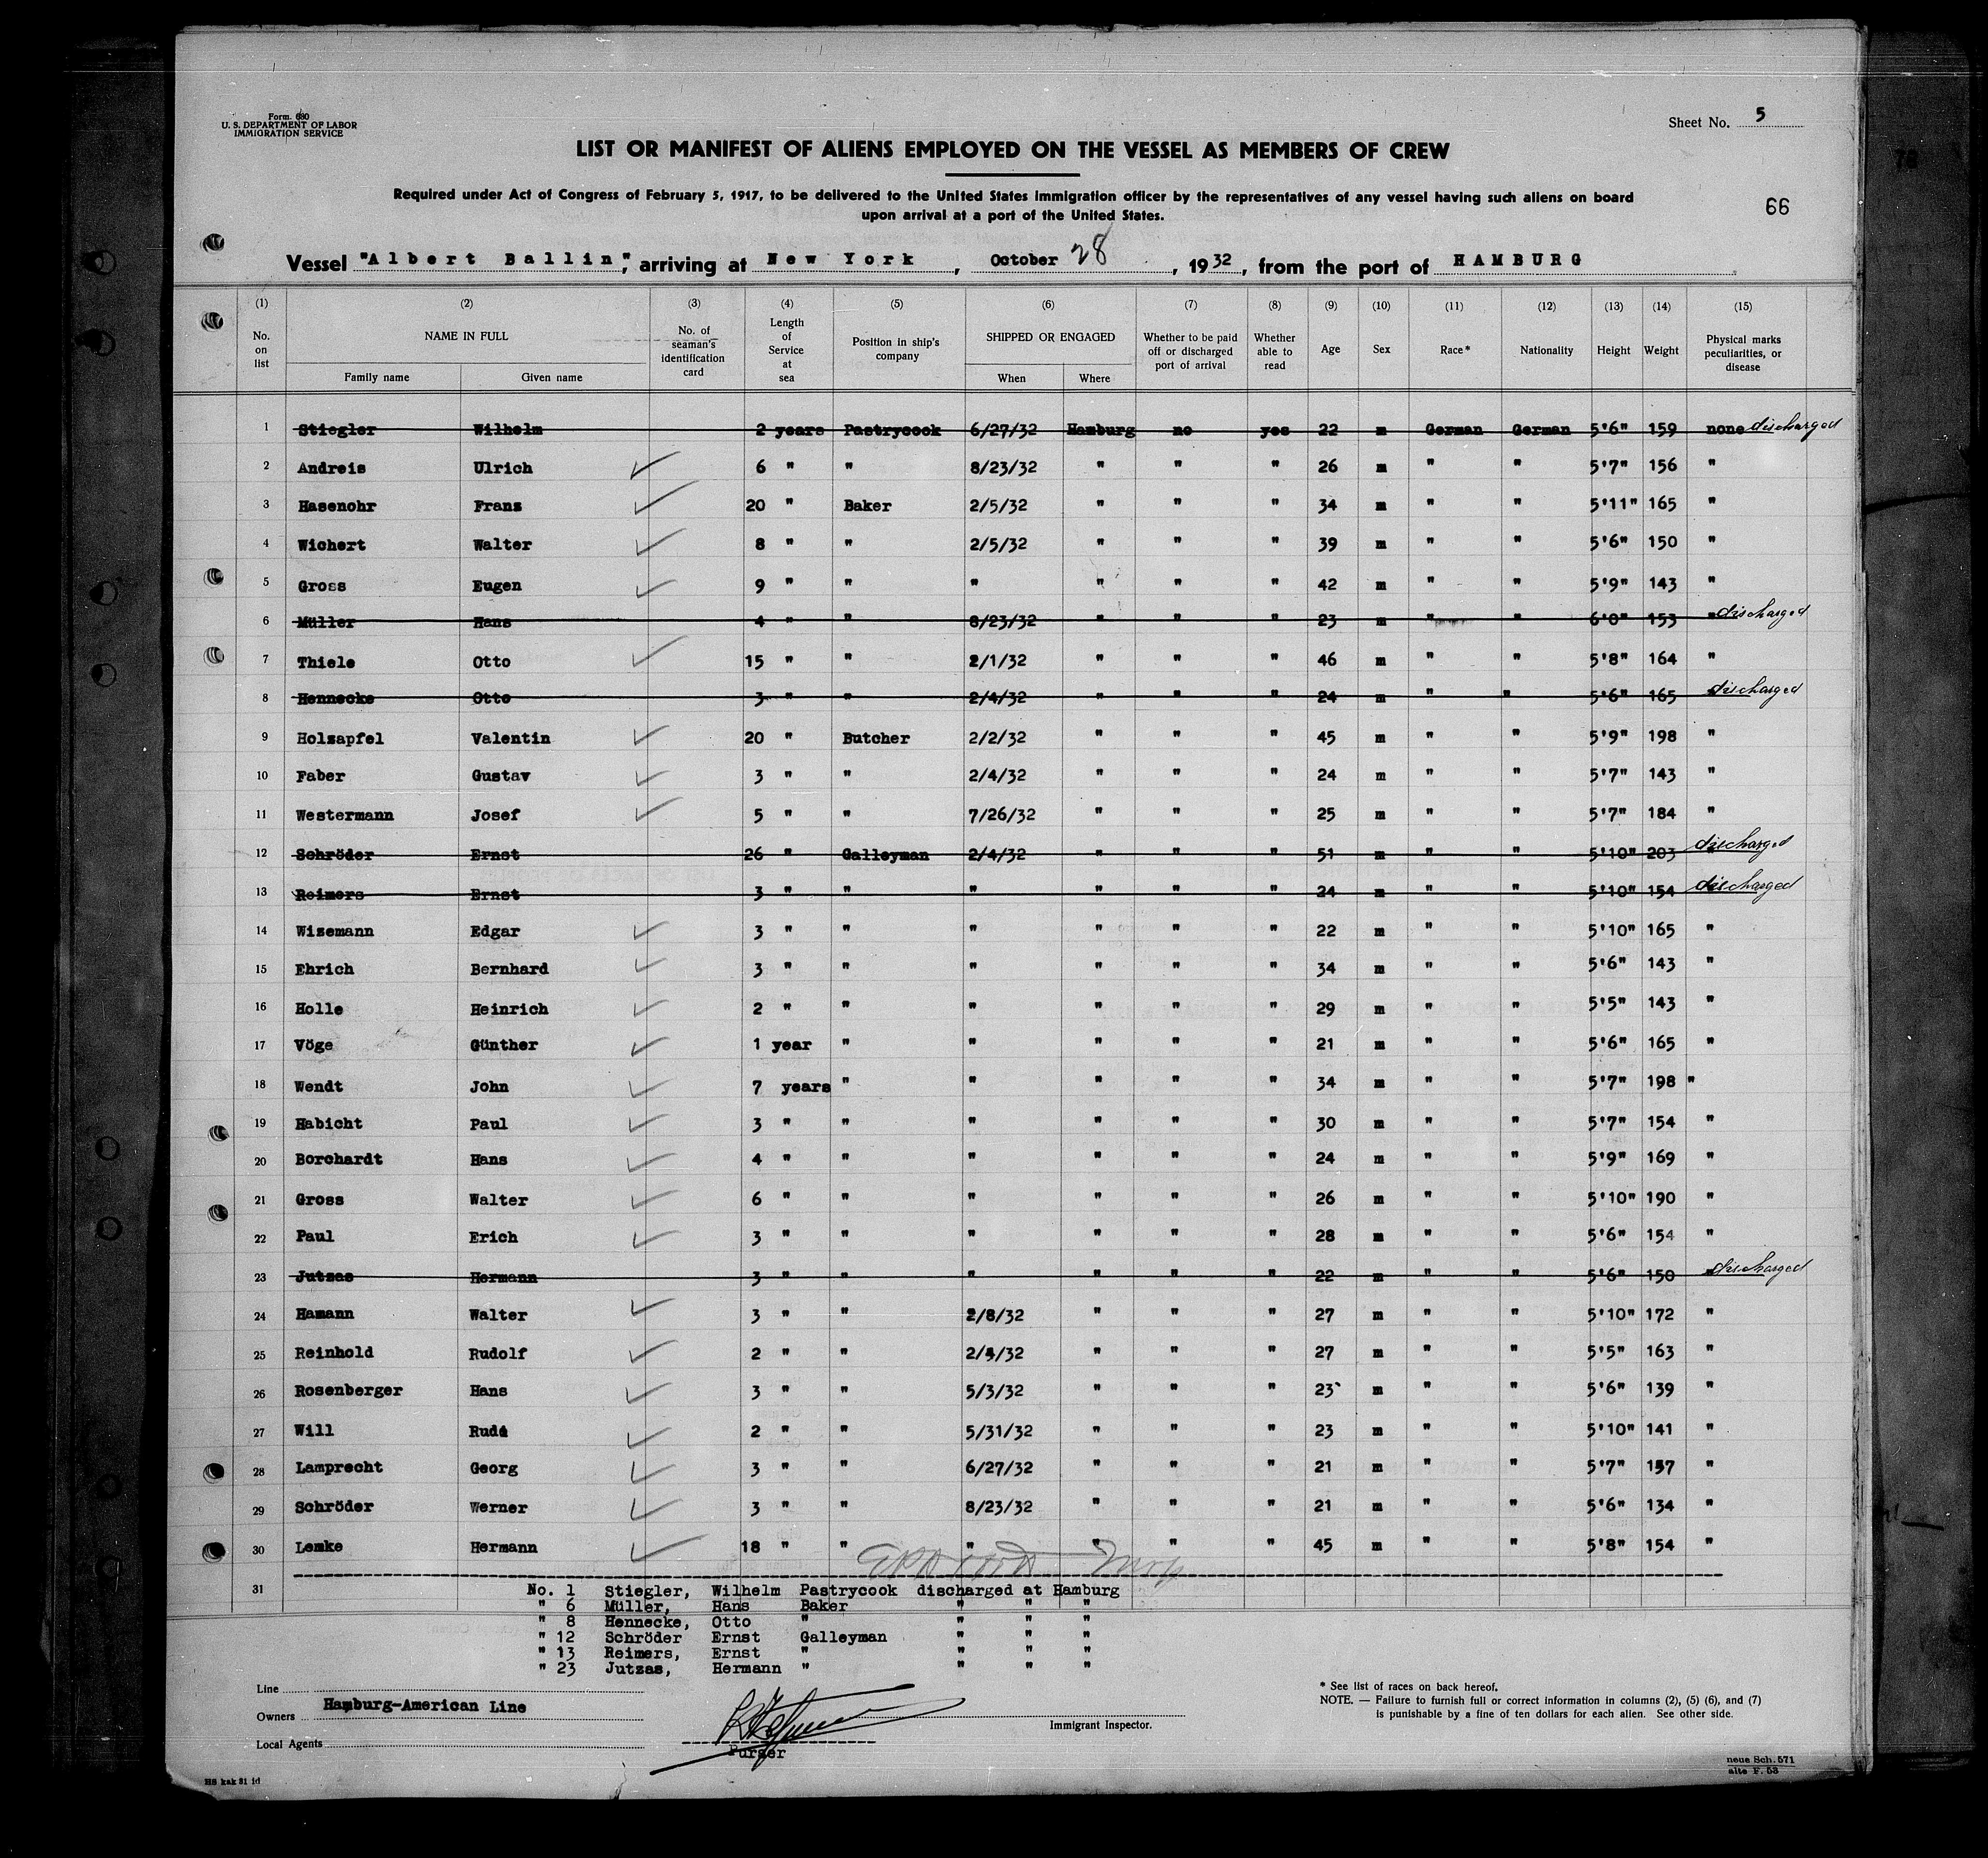 Form. 680
U. S. DEPARTMENT OF LABOR
IMMIGRATION SERVICE
Sheet No. 5
LIST OR MANIFEST OF ALIENS EMPLOYED ON THE VESSEL AS MEMBERS OF CREW
Required under Act of Congress of February 5, 1917, to be delivered to the United States immigration officer by the representatives of any vessel having such aliens on board
upon arrival at a port of the United States.
66
Vessel "Albert Ballin", arriving at New York, October 28, 1932, from the port of HAMBURG
(1) No. on list (2) NAME IN FULL Family name Given name (3) No. of seaman's identification card (4) Length of Service at sea (5) Position in ship's company (6) SHIPPED OR ENGAGED When Where (7) Whether to be paid off or discharged port of arrival (8) Whether able to read (9) Age (10) Sex (11) Race* (12) Nationality (13) Height (14) Weight (15) Physical marks peculiarities, or disease
1 Stiegler Wilhelm 2 years Pastrycook 6/27/32 Hamburg no yes 22 m German German 5'6" 159 none discharged
2 Andreis Ulrich 6 " " 8/23/32 " " " 26 m " " 5'7" 156 "
3 Hasenohr Franz 20 " Baker 2/5/32 " " " 34 m " " 5'11" 165 "
4 Wichert Walter 8 " " 2/5/32 " " " 39 m " " 5'6" 150 "
5 Gross Eugen 9 " " " " " " 42 m " " 5'9" 143 "
6 Müller Hans 4 " " 8/23/32 " " " 23 m " " 6'0" 153 " discharged
7 Thiele Otto 15 " " 2/1/32 " " " 46 m " " 5'8" 164 "
8 Hennecke Otto 3 " " 2/4/32 " " " 24 m " " 5'6" 165 discharged
9 Holzapfel Valentin 20 " Butcher 2/2/32 " " " 45 m " " 5'9" 198 "
10 Faber Gustav 3 " " 2/4/32 " " " 24 m " " 5'7" 143 "
11 Westermann Josef 5 " " 7/26/32 " " " 25 m " " 5'7" 184 "
12 Schröder Ernst 26 " Galleyman 2/4/32 " " " 51 m " " 5'10" 203 discharged
13 Reimers Ernst 3 " " " " " " 24 m " " 5'10" 154 discharged
14 Wisemann Edgar 3 " " " " " " 22 m " " 5'10" 165 "
15 Ehrich Bernhard 3 " " " " " " 34 m " " 5'6" 143 "
16 Holle Heinrich 2 " " " " " " 29 m " " 5'5" 143 "
17 Vöge Günther 1 year " " " " " 21 m " " 5'6" 165 "
18 Wendt John 7 years " " " " " 34 m " " 5'7" 198 "
19 Habicht Paul 3 " " " " " " 30 m " " 5'7" 154 "
20 Borchardt Hans 4 " " " " " " 24 m " " 5'9" 169 "
21 Gross Walter 6 " " " " " " 26 m " " 5'10" 190 "
22 Paul Erich 3 " " " " " " 28 m " " 5'6" 154 "
23 Jutzas Hermann 3 " " " " " " 22 m " " 5'6" 150 " discharged
24 Hamann Walter 3 " " 2/8/32 " " " 27 m " " 5'10" 172 "
25 Reinhold Rudolf 2 " " 2/4/32 " " " 27 m " " 5'5" 163 "
26 Rosenberger Hans 3 " " 5/3/32 " " " 23 m " " 5'6" 139 "
27 Will Rudi 2 " " 5/31/32 " " " 23 m " " 5'10" 141 "
28 Lamprecht Georg 3 " " 6/27/32 " " " 21 m " " 5'7" 157 "
29 Schröder Werner 3 " " 8/23/32 " " " 21 m " " 5'6" 134 "
30 Lemke Hermann 18 " " " " " " 45 m " " 5'8" 154 "
31 No. 1 Stiegler, Wilhelm Pastrycook discharged at Hamburg
" 6 Müller, Hans Baker " " "
" 8 Hennecke, Otto " " " "
" 12 Schröder Ernst Galleyman " " "
" 13 Reimers, Ernst " " " "
" 23 Jutzas, Hermann " " " "
Line
Owners Hamburg-American Line
Local Agents
Purser
Immigrant Inspector.
* See list of races on back hereof.
NOTE. — Failure to furnish full or correct information in columns (2), (5) (6), and (7)
is punishable by a fine of ten dollars for each alien. See other side.
neue Sch. 571
alte F. 53
HS kak 31 1d